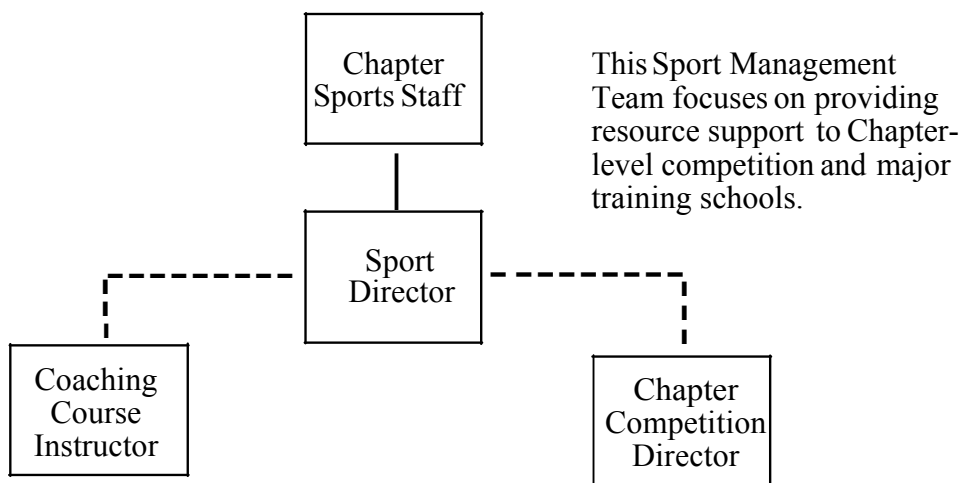 Chapter
Sports Staff
This Sport Management
Team focuses on providing
resource support to Chapter-
level competition and major
training schools.
Sport
Director
Coaching
Course
Instructor
Chapter
Competition
Director